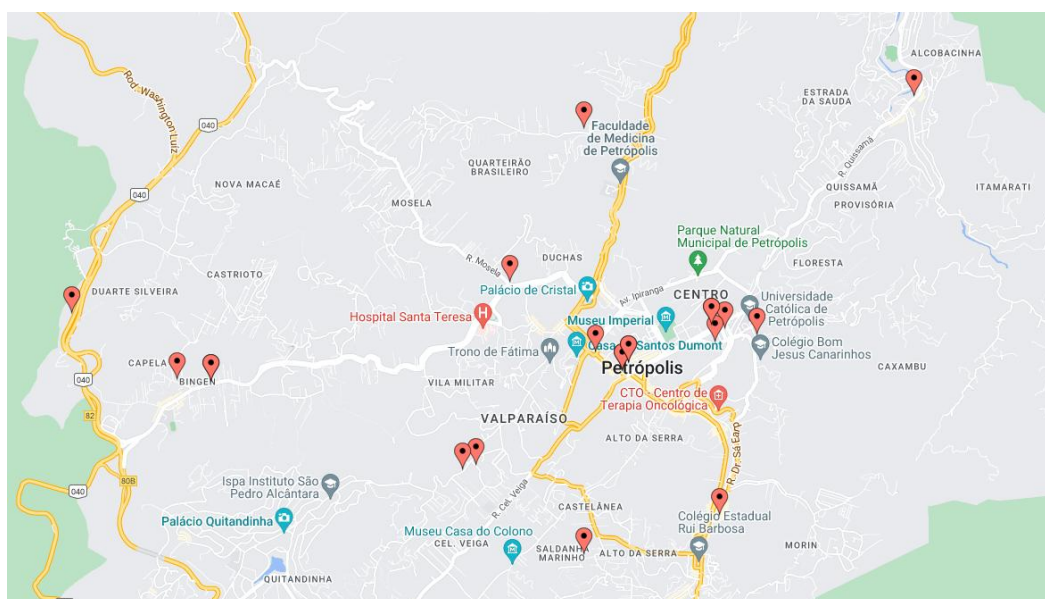 ALCOBACINHA
ESTRADA
DA SAUDA
Rod. Washington Luíz
040
Faculdade
de Medicina
de Petrópolis
R. Quissamã
QUARTEIRÃO
BRASILEIRO
NOVA MACAÉ
040
QUISSAMÃ
ITAMARATI
PROVISÓRIA
MOSELA
Parque Natural
Municipal de Petrópolis
R. Mosela
DUCHAS
FLORESTA
CASTRIOTO
Palácio de Cristal
Av. Ipiranga
CENTRO
DUARTE SILVEIRA
040
Universidade
Católica de
Petrópolis
Hospital Santa Teresa
Museu Imperial
Casa de Santos Dumont
Colégio Bom
Jesus Canarinhos
Trono de Fátima
CAPELA
Petrópolis
CAXAMBU
BINGEN
VILA MILITAR
CTO - Centro de
Terapia Oncológica
82
VALPARAÍSO
ALTO DA SERRA
R. Dr. Sá Earp
80B
Ispa Instituto São
Pedro Alcântara
040
R. Cel. Veiga
CASTELÂNEA
Colégio Estadual
Rui Barbosa
Palácio Quitandinha
Museu Casa do Colono
CEL. VEIGA
SALDANHA
MARINHO
ALTO DA SERRA
MORIN
QUITANDINHA